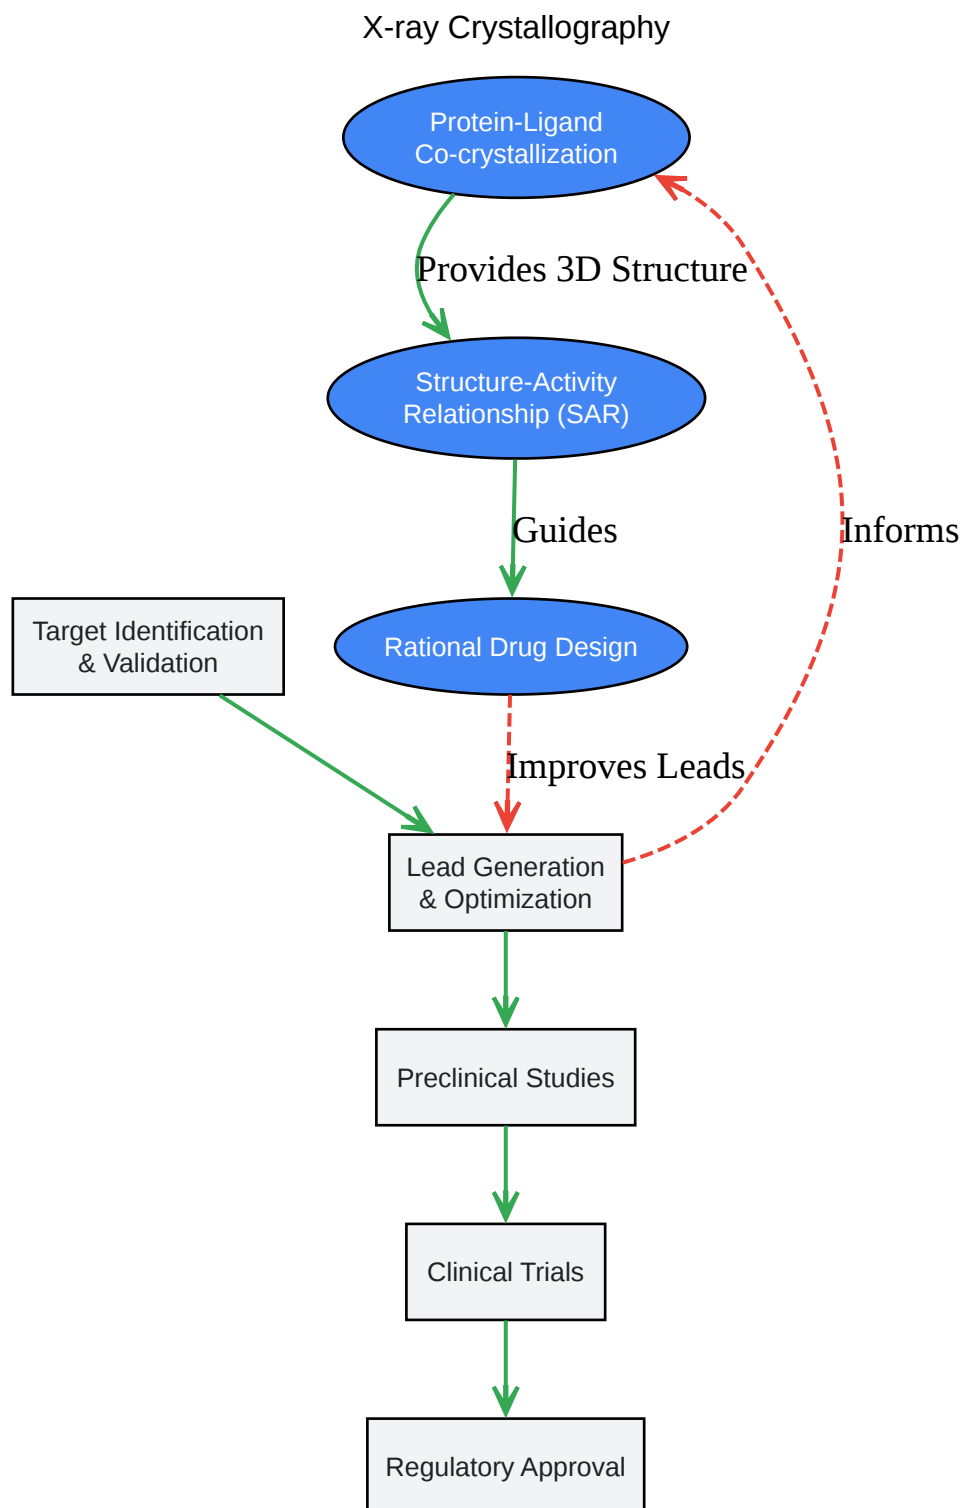 X-ray Crystallography
Protein-Ligand
Co-crystallization
Provides 3D Structure
Structure-Activity
Relationship (SAR)
Guides
Informs
Target Identification
& Validation
Rational Drug Design
Improves Leads
Lead Generation
& Optimization
Preclinical Studies
Clinical Trials
Regulatory Approval